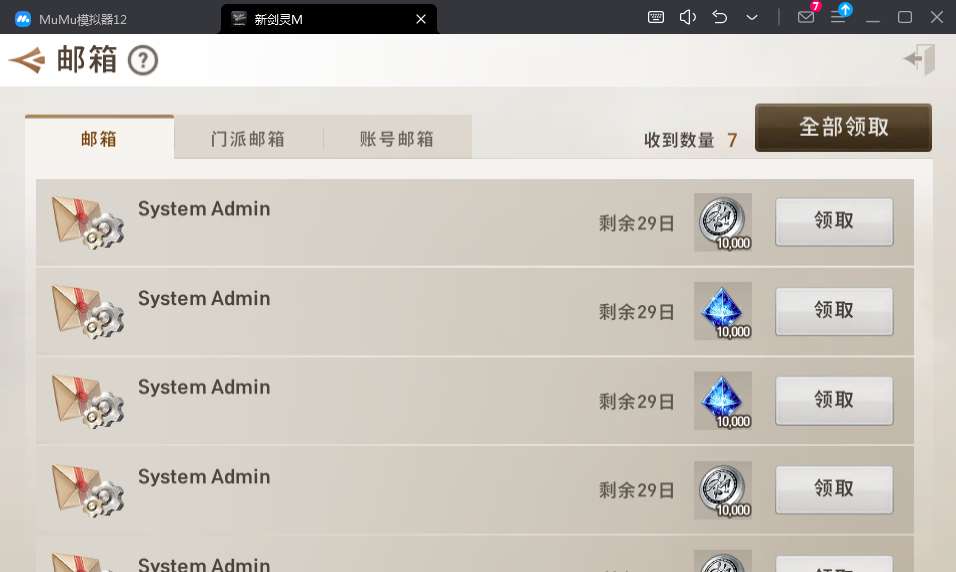 MuMu模拟器12
新剑灵M
7
邮箱
?
邮箱
门派邮箱
账号邮箱
收到数量 7
全部领取
System Admin
剩余29日
10,000
领取
System Admin
剩余29日
10,000
领取
System Admin
剩余29日
10,000
领取
System Admin
剩余29日
10,000
领取
System Admin
领取